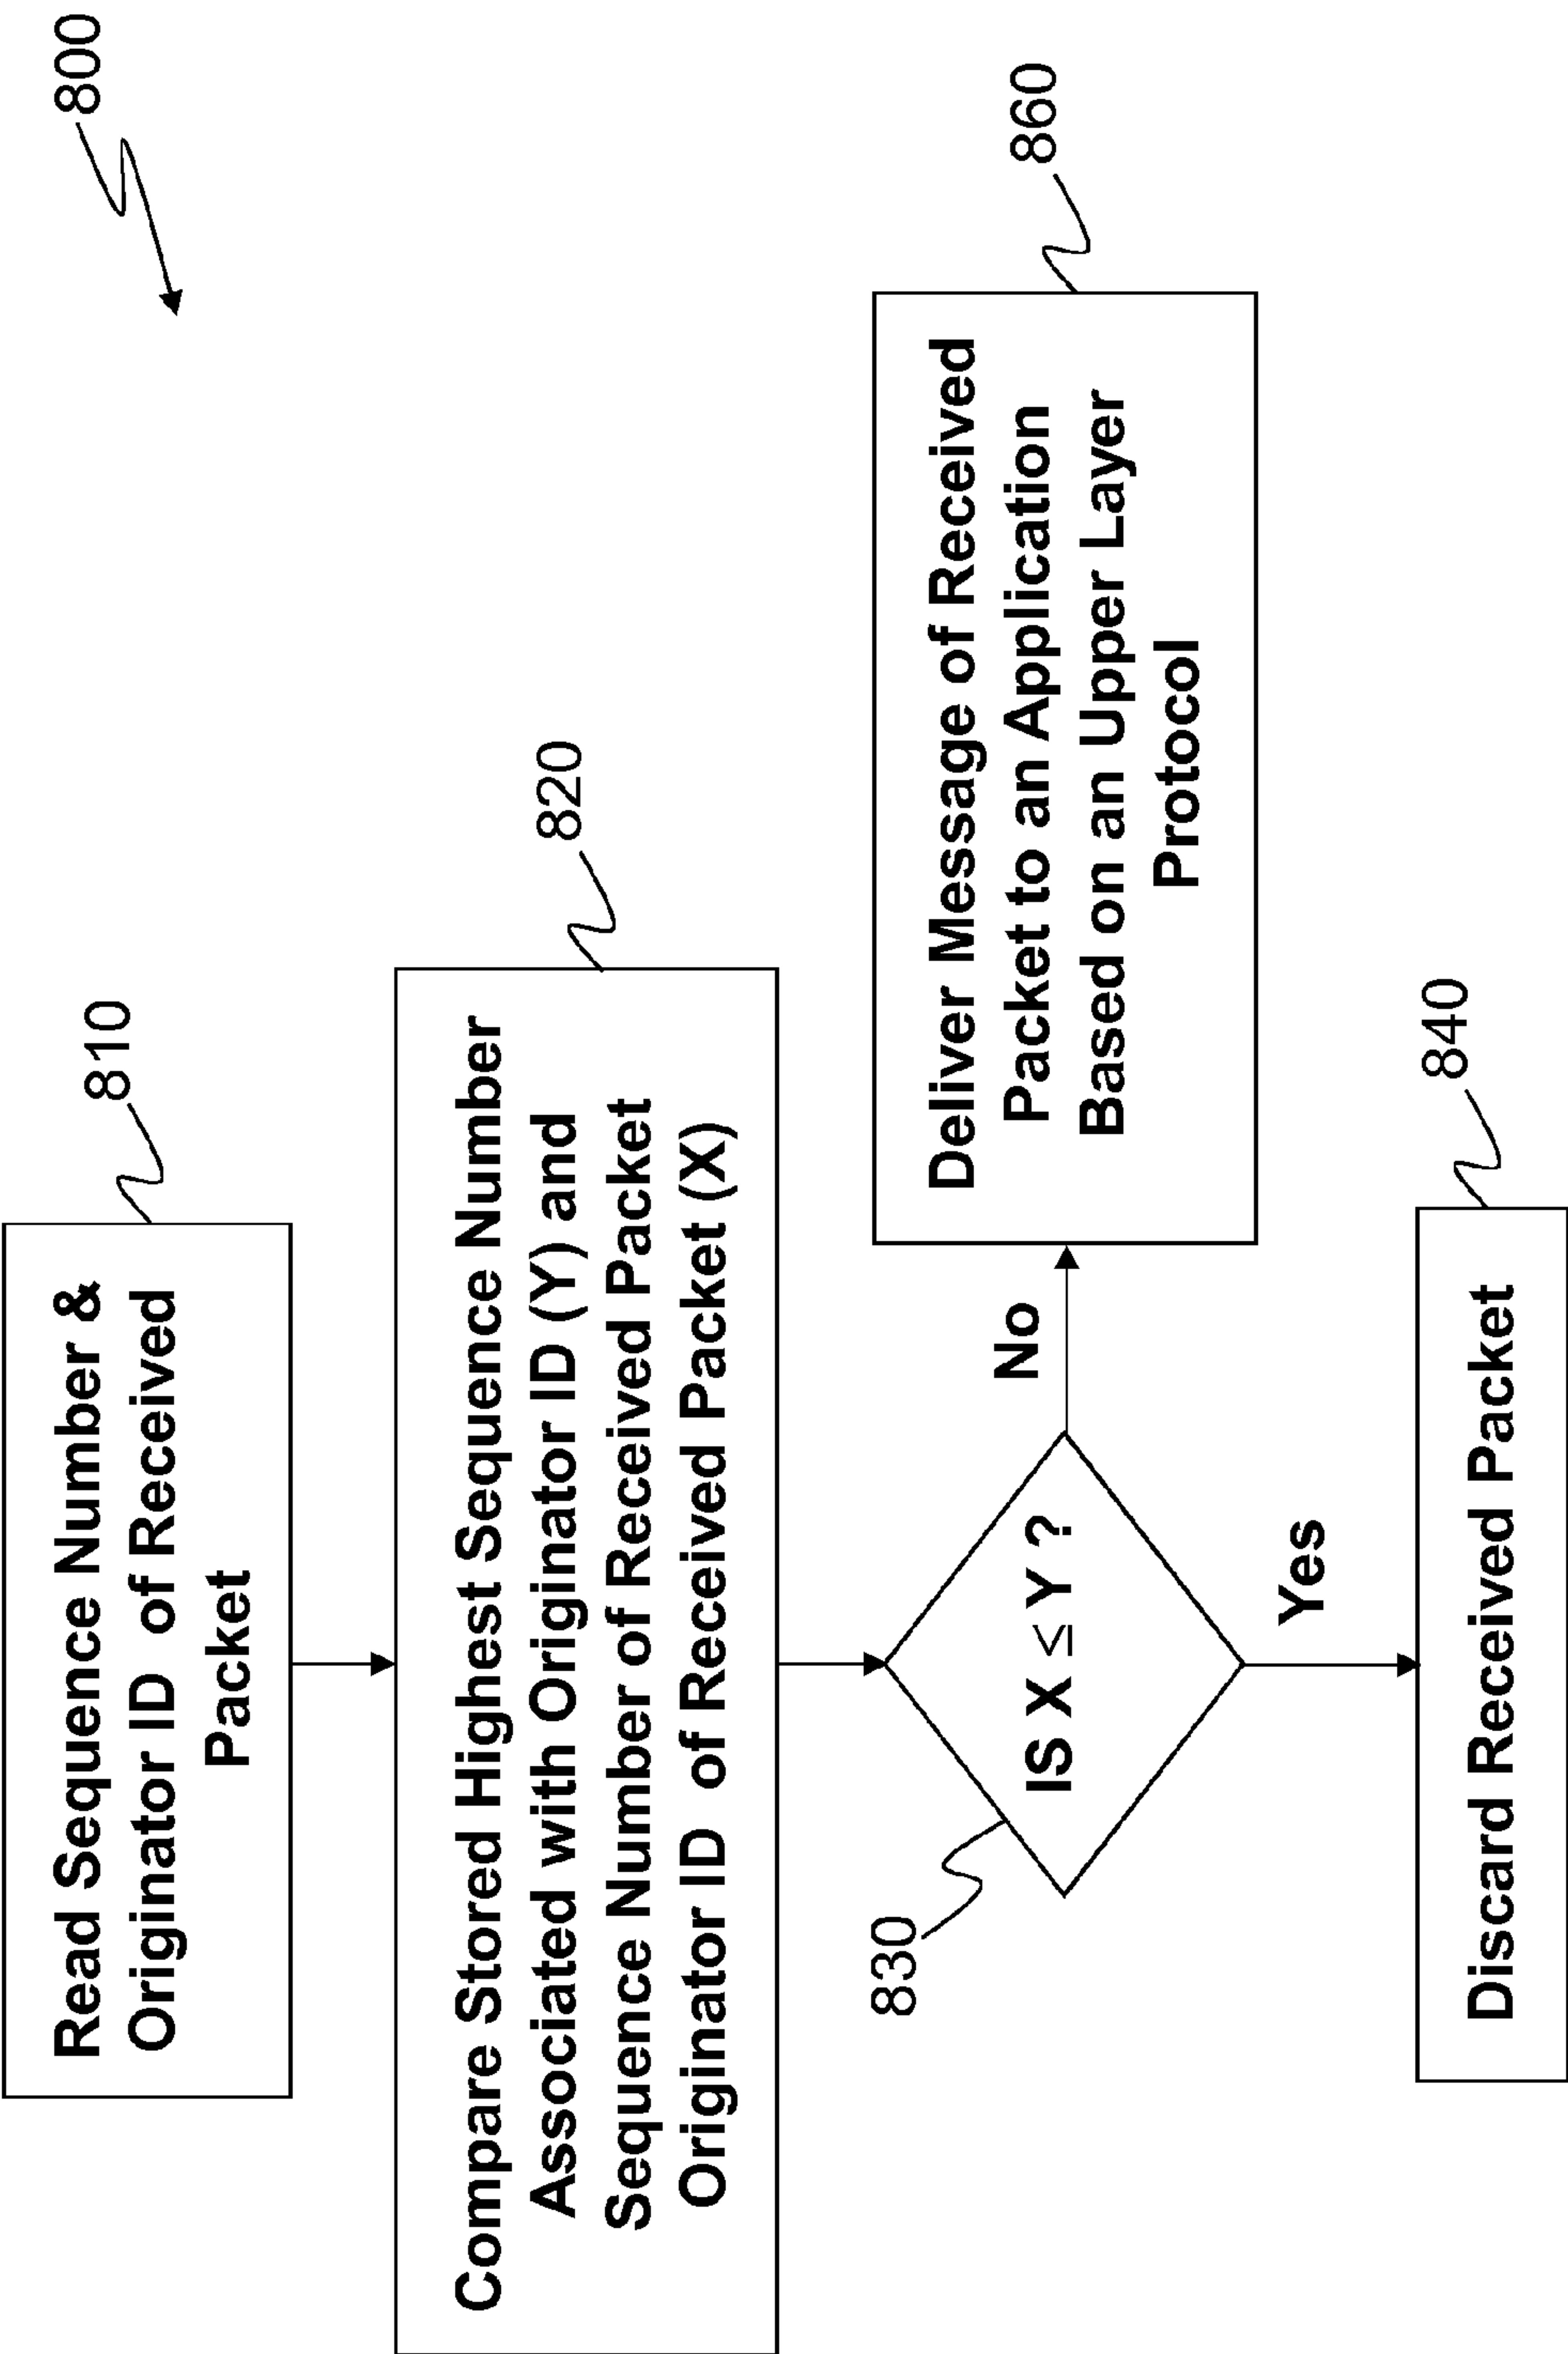 800
Read Sequence Number &
Originator ID of Received
Packet
810
Compare Stored Highest Sequence Number
Associated with Originator ID (Y) and
Sequence Number of Received Packet
Originator ID of Received Packet (X)
820
830
IS X ≤ Y ?
No
Deliver Message of Received
Packet to an Application
Based on an Upper Layer
Protocol
860
Yes
Discard Received Packet
840